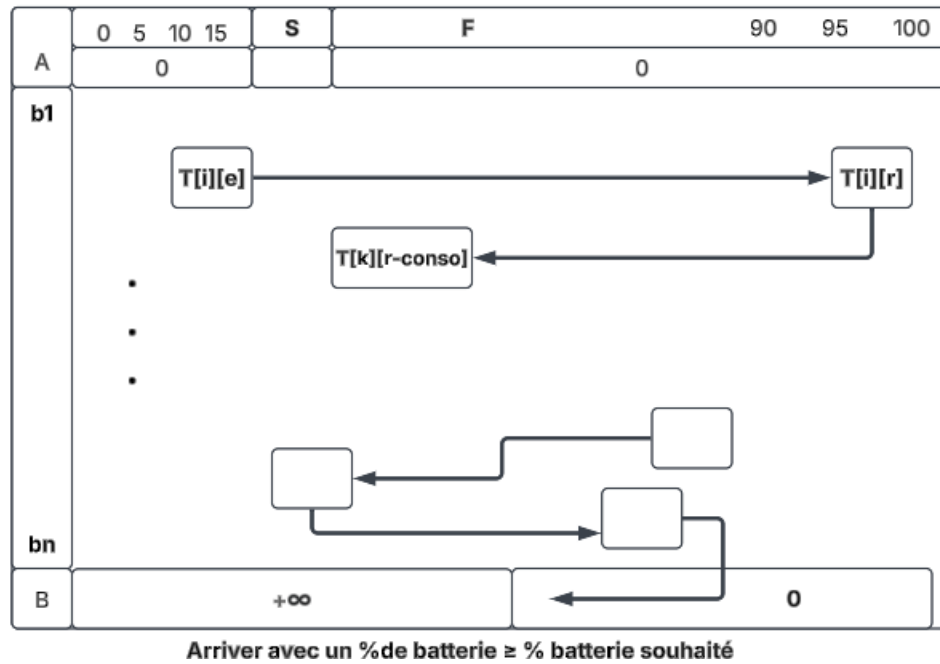 0 5 10 15 S F 90 95 100
A 0 0
b1
T[i][e] T[i][r]
T[k][r-conso]
bn
B +∞ 0
Arriver avec un %de batterie ≥ % batterie souhaité